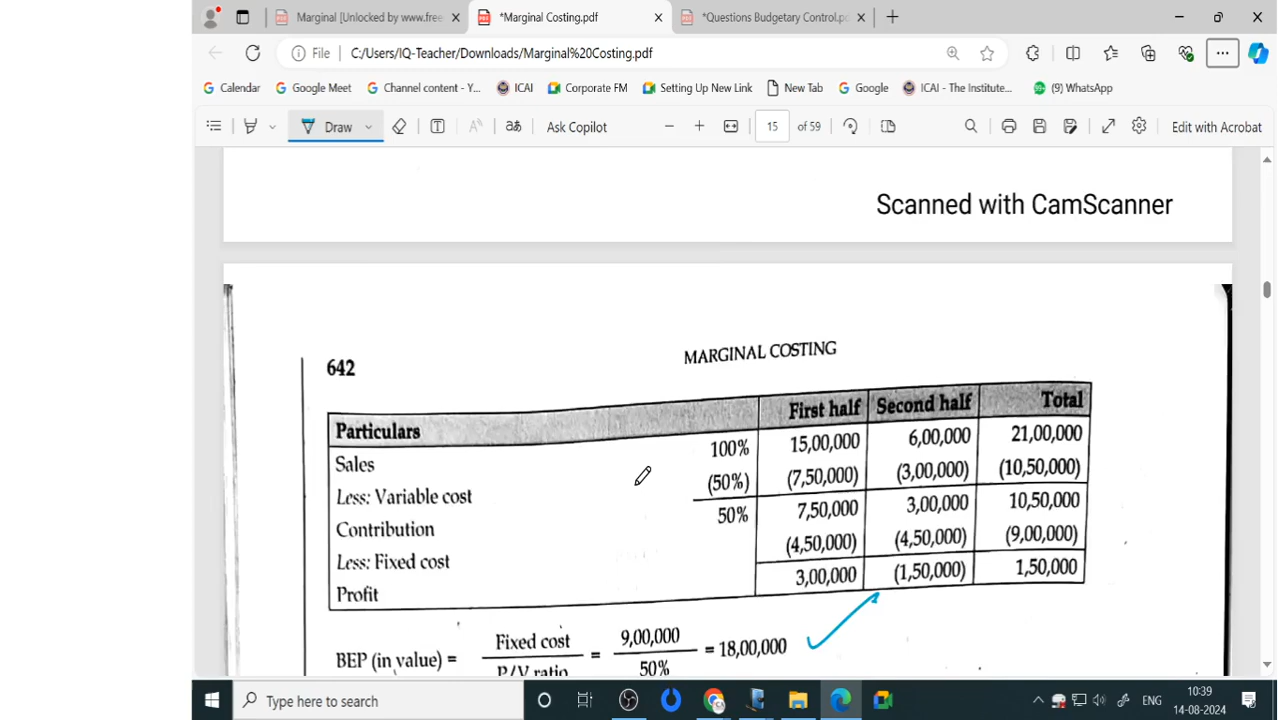 Marginal [Unlocked by www.free
*Marginal Costing.pdf
*Questions Budgetary Control.pd
File
C:/Users/IQ-Teacher/Downloads/Marginal%20Costing.pdf
Calendar
Google Meet
Channel content - Y...
ICAI
Corporate FM
Setting Up New Link
New Tab
Google
ICAI - The Institute...
(9) WhatsApp
Draw
Ask Copilot
15 of 59
Edit with Acrobat
Scanned with CamScanner
642
MARGINAL COSTING
Particulars First half Second half Total
Sales 100% 15,00,000 6,00,000 21,00,000
Less: Variable cost (50%) (7,50,000) (3,00,000) (10,50,000)
Contribution 50% 7,50,000 3,00,000 10,50,000
Less: Fixed cost (4,50,000) (4,50,000) (9,00,000)
Profit 3,00,000 (1,50,000) 1,50,000
BEP (in value) = Fixed cost / P/V ratio = 9,00,000 / 50% = 18,00,000
Type here to search
ENG
10:39
14-08-2024